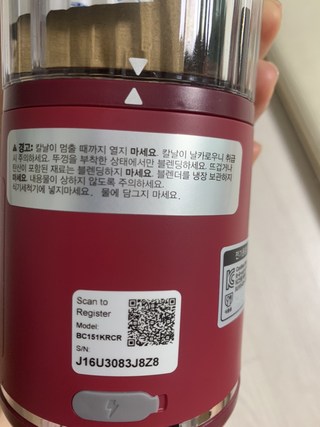 ▲ 경고: 칼날이 멈출 때까지 열지 마세요. 칼날이 날카로우니 취급
시 주의하세요. 뚜껑을 부착한 상태에서만 블렌딩하세요. 뜨겁거나
탄산이 포함된 재료는 블렌딩하지 마세요. 블렌더를 냉장 보관하지
마세요. 내용물이 상하지 않도록 주의하세요.
식기세척기에 넣지마세요. 물에 담그지 마세요.
Scan to
Register
Model:
BC151KRCR
S/N:
J16U3083J8Z8